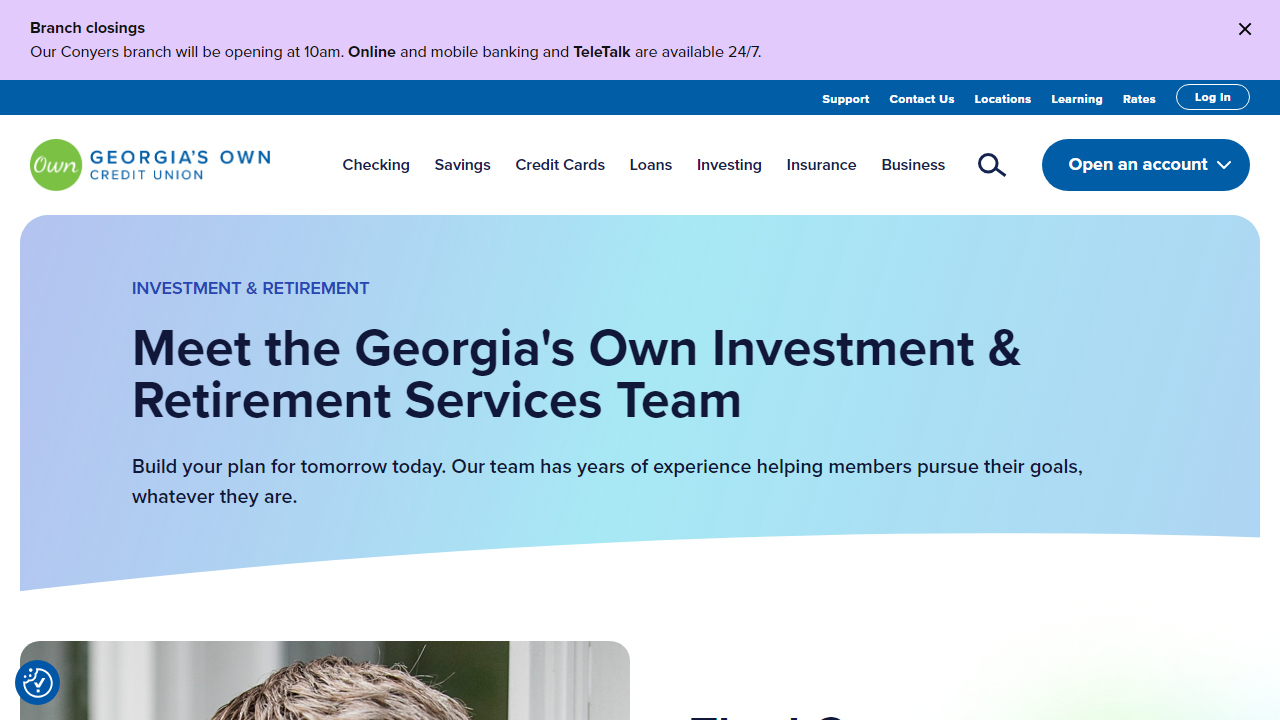 Branch closings
Our Conyers branch will be opening at 10am. Online and mobile banking and TeleTalk are available 24/7.
Support Contact Us Locations Learning Rates Log In
Own GEORGIA'S OWN
CREDIT UNION
Checking Savings Credit Cards Loans Investing Insurance Business Open an account
INVESTMENT & RETIREMENT
Meet the Georgia's Own Investment &
Retirement Services Team
Build your plan for tomorrow today. Our team has years of experience helping members pursue their goals,
whatever they are.